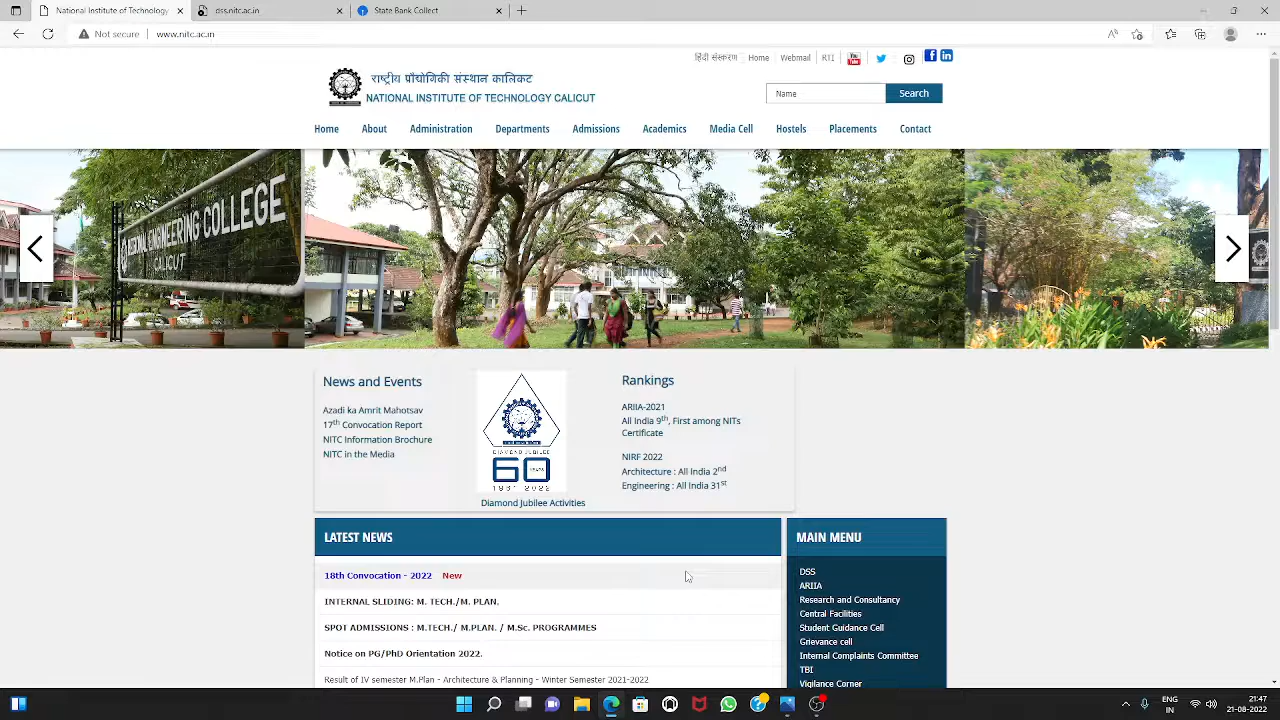 National Institute of Technology
dss.nitc.ac.in
State Bank Collect
Not secure
www.nitc.ac.in
हिंदी संस्करण
Home
Webmail
RTI
राष्ट्रीय प्रौद्योगिकी संस्थान कालिकट
NATIONAL INSTITUTE OF TECHNOLOGY CALICUT
Name
Search
Home
About
Administration
Departments
Admissions
Academics
Media Cell
Hostels
Placements
Contact
ENGINEERING COLLEGE
CALICUT
News and Events
Azadi ka Amrit Mahotsav
17th Convocation Report
NITC Information Brochure
NITC in the Media
DIAMOND JUBILEE
60 YEARS
Diamond Jubilee Activities
Rankings
ARIIA-2021
All India 9th, First among NITs
Certificate
NIRF 2022
Architecture : All India 2nd
Engineering : All India 31st
LATEST NEWS
18th Convocation - 2022 New
INTERNAL SLIDING: M. TECH./M. PLAN.
SPOT ADMISSIONS : M.TECH./ M.PLAN. / M.Sc. PROGRAMMES
Notice on PG/PhD Orientation 2022.
Result of IV semester M.Plan - Architecture & Planning - Winter Semester 2021-2022
MAIN MENU
DSS
ARIIA
Research and Consultancy
Central Facilities
Student Guidance Cell
Grievance cell
Internal Complaints Committee
TBI
Vigilance Corner
ENG
IN
21:47
21-08-2022